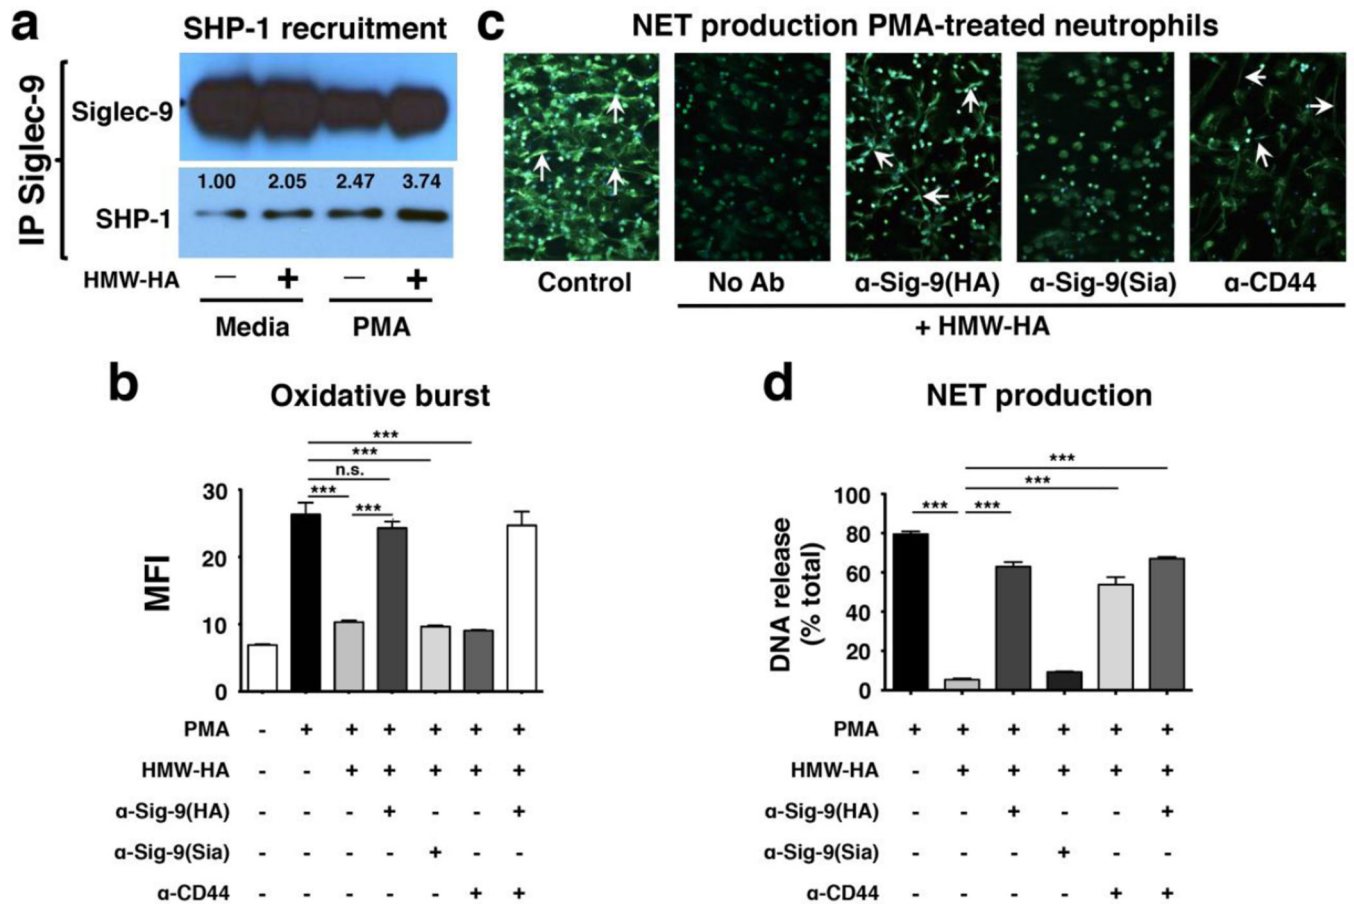 a
SHP-1 recruitment
IP Siglec-9
Siglec-9
1.00 2.05 2.47 3.74
SHP-1
HMW-HA — + — +
Media PMA
c
NET production PMA-treated neutrophils
Control No Ab α-Sig-9(HA) α-Sig-9(Sia) α-CD44
+ HMW-HA
b
Oxidative burst
***
***
n.s.
***
***
MFI
30
20
10
0
PMA - + + + + + +
HMW-HA - - + + + + +
α-Sig-9(HA) - - - + - - +
α-Sig-9(Sia) - - - - + - -
α-CD44 - - - - - + +
d
NET production
***
***
*** ***
DNA release
(% total)
100
80
60
40
20
0
PMA + + + + + +
HMW-HA - + + + + +
α-Sig-9(HA) - - + - - +
α-Sig-9(Sia) - - - + - -
α-CD44 - - - - + +